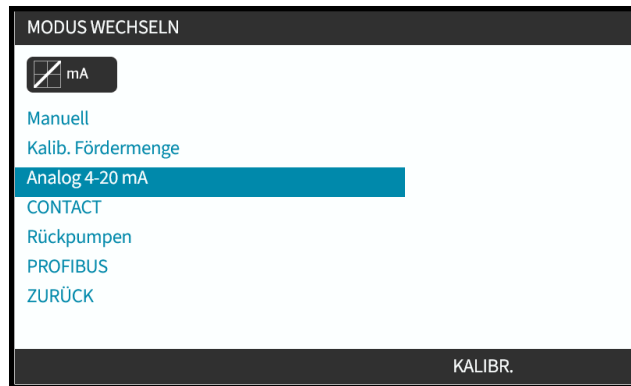 MODUS WECHSELN
mA
Manuell
Kalib. Fördermenge
Analog 4-20 mA
CONTACT
Rückpumpen
PROFIBUS
ZURÜCK
KALIBR.